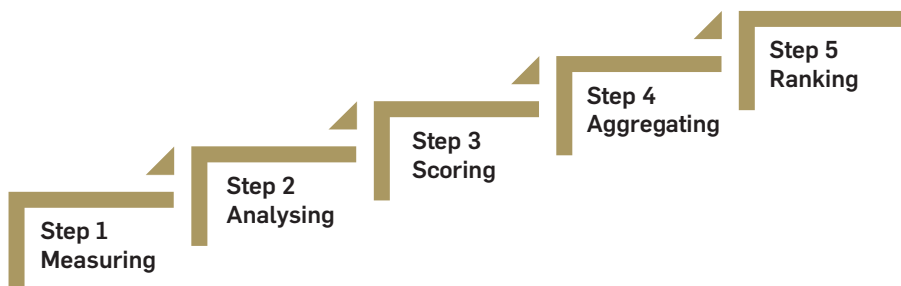 Step 1
Measuring
Step 2
Analysing
Step 3
Scoring
Step 4
Aggregating
Step 5
Ranking